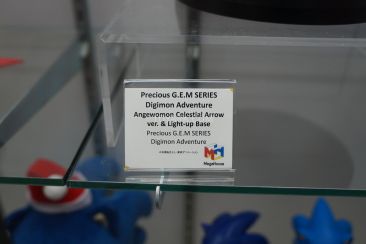 Precious G.E.M SERIES
Digimon Adventure
Angewomon Celestial Arrow
ver. & Light-up Base
Precious G.E.M SERIES
Digimon Adventure
MegaHouse